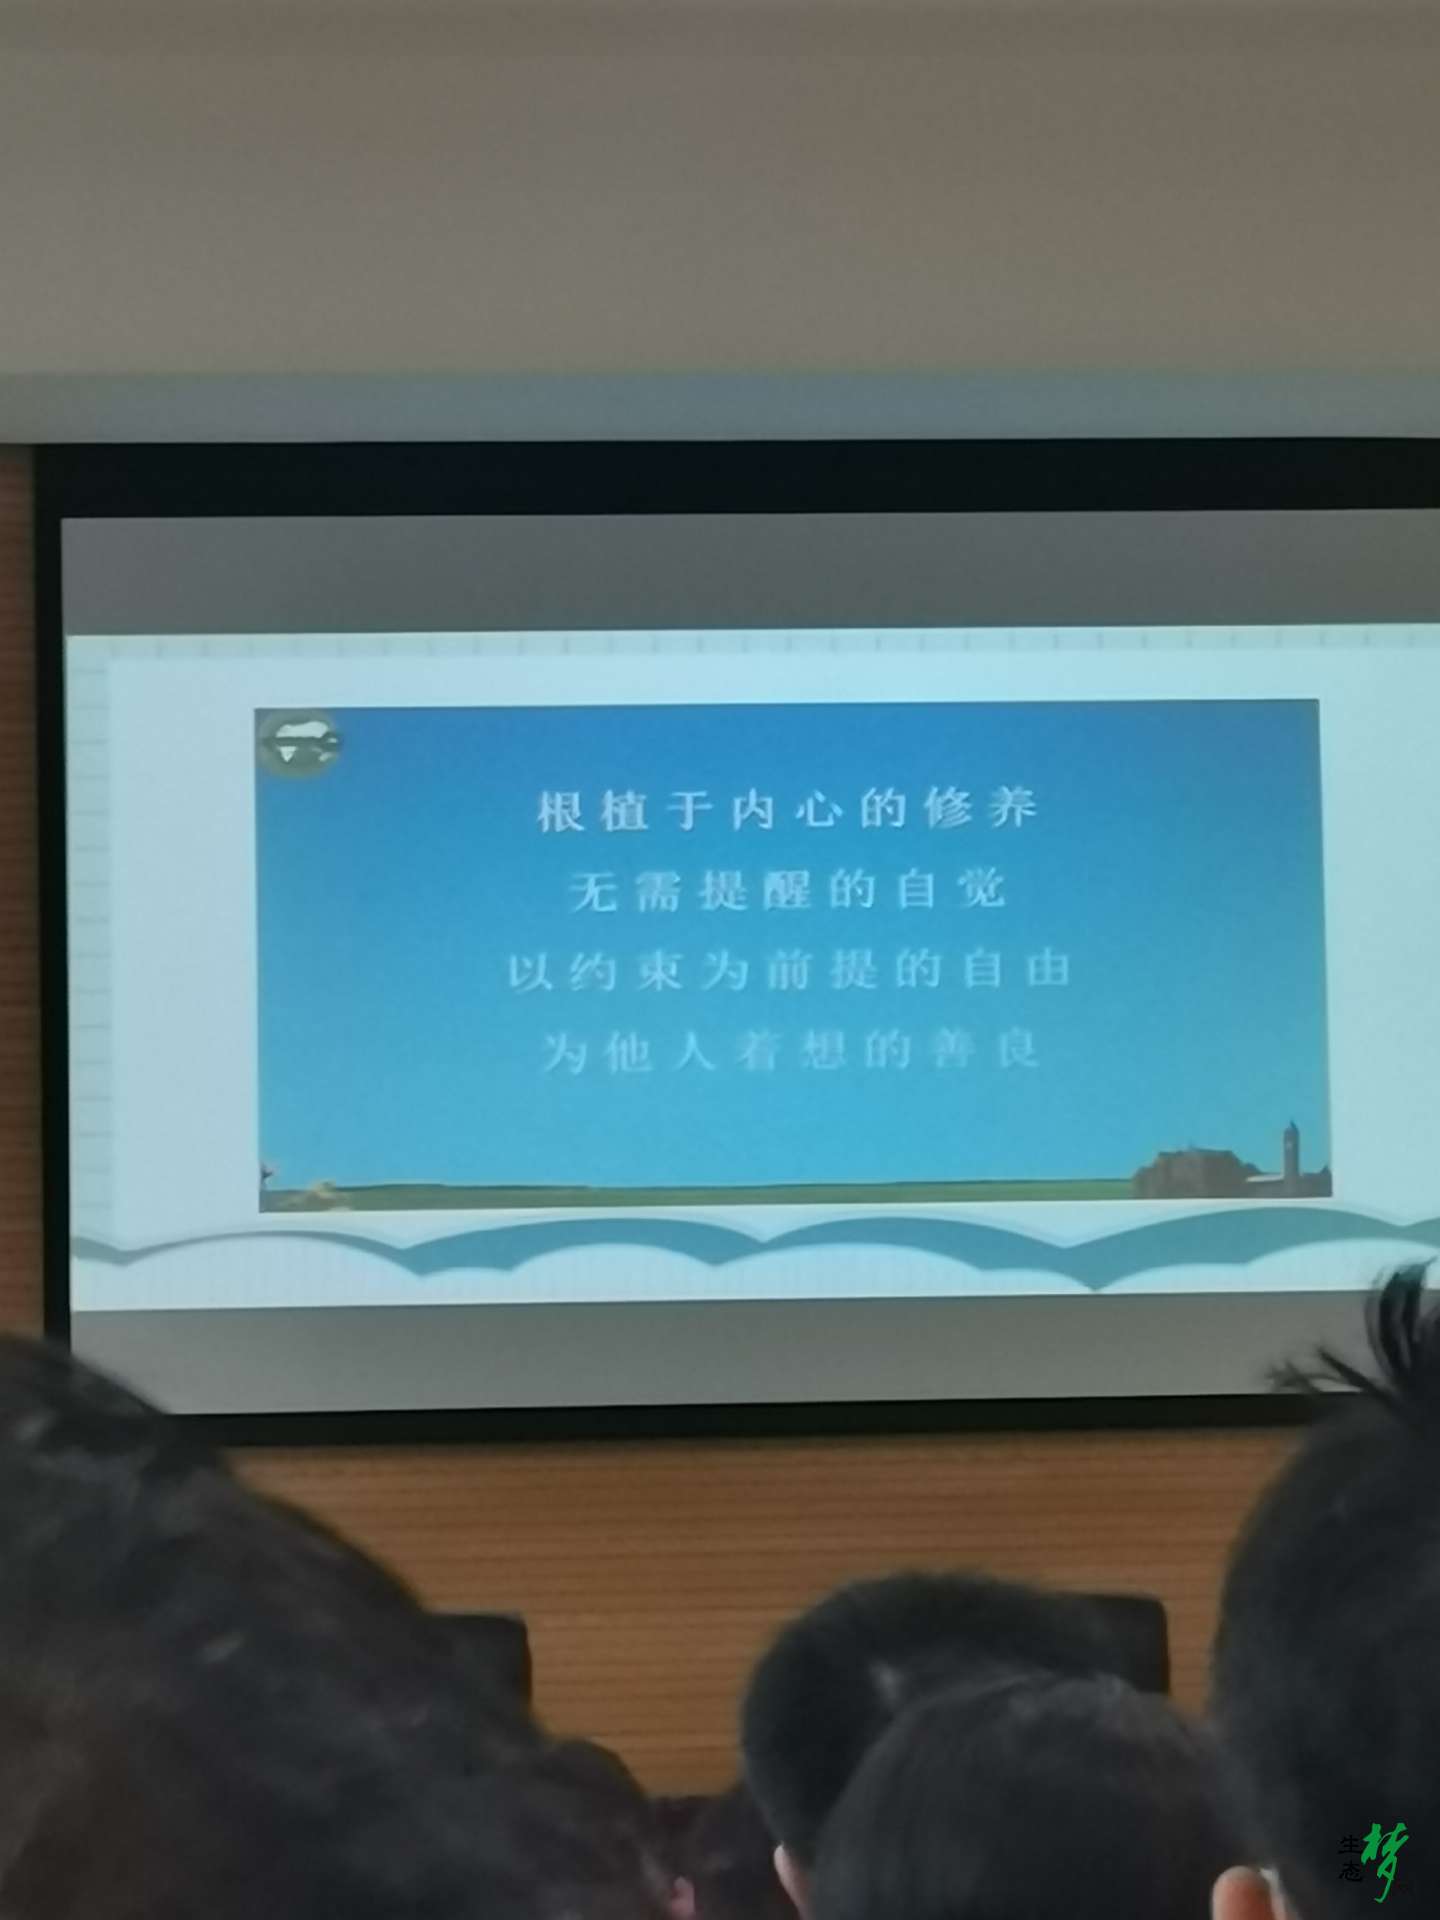 根植于内心的修养
无需提醒的自觉
以约束为前提的自由
为他人着想的善良
生态梦